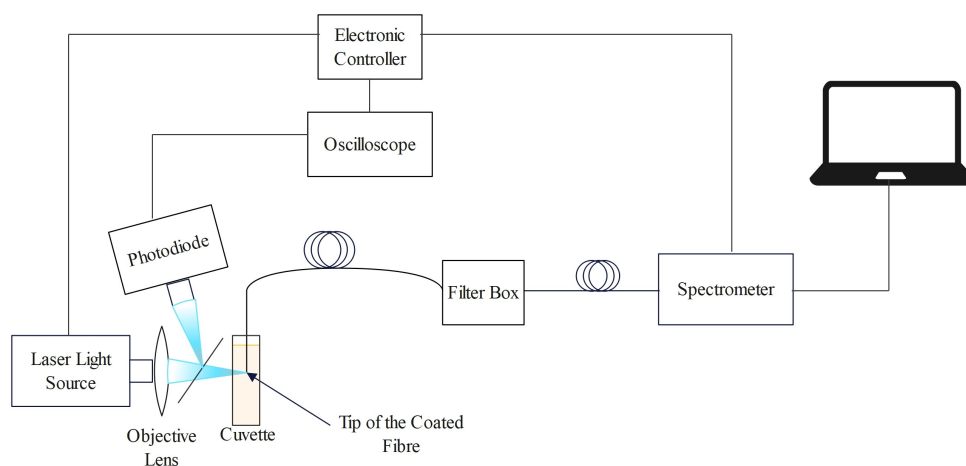 Electronic
Controller
Oscilloscope
Photodiode
Filter Box
Spectrometer
Laser Light
Source
Objective
Lens
Cuvette
Tip of the Coated
Fibre